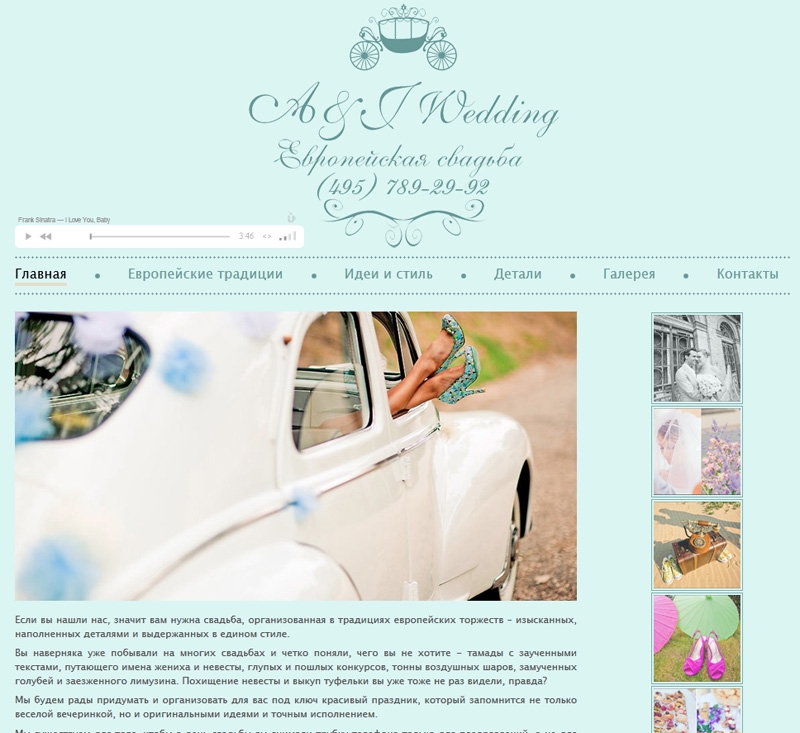 A & J Wedding
Европейская свадьба
(495) 789-29-92
Frank Sinatra — I Love You, Baby
3:46 <>
Главная • Европейские традиции • Идеи и стиль • Детали • Галерея • Контакты
Если вы нашли нас, значит вам нужна свадьба, организованная в традициях европейских торжеств – изысканных,
наполненных деталями и выдержанных в едином стиле.
Вы наверняка уже побывали на многих свадьбах и четко поняли, чего вы не хотите – тамады с заученными
текстами, путающего имена жениха и невесты, глупых и пошлых конкурсов, тонны воздушных шаров, замученных
голубей и заезженного лимузина. Похищение невесты и выкуп туфельки вы уже тоже не раз видели, правда?
Мы будем рады придумать и организовать для вас под ключ красивый праздник, который запомнится не только
веселой вечеринкой, но и оригинальными идеями и точным исполнением.